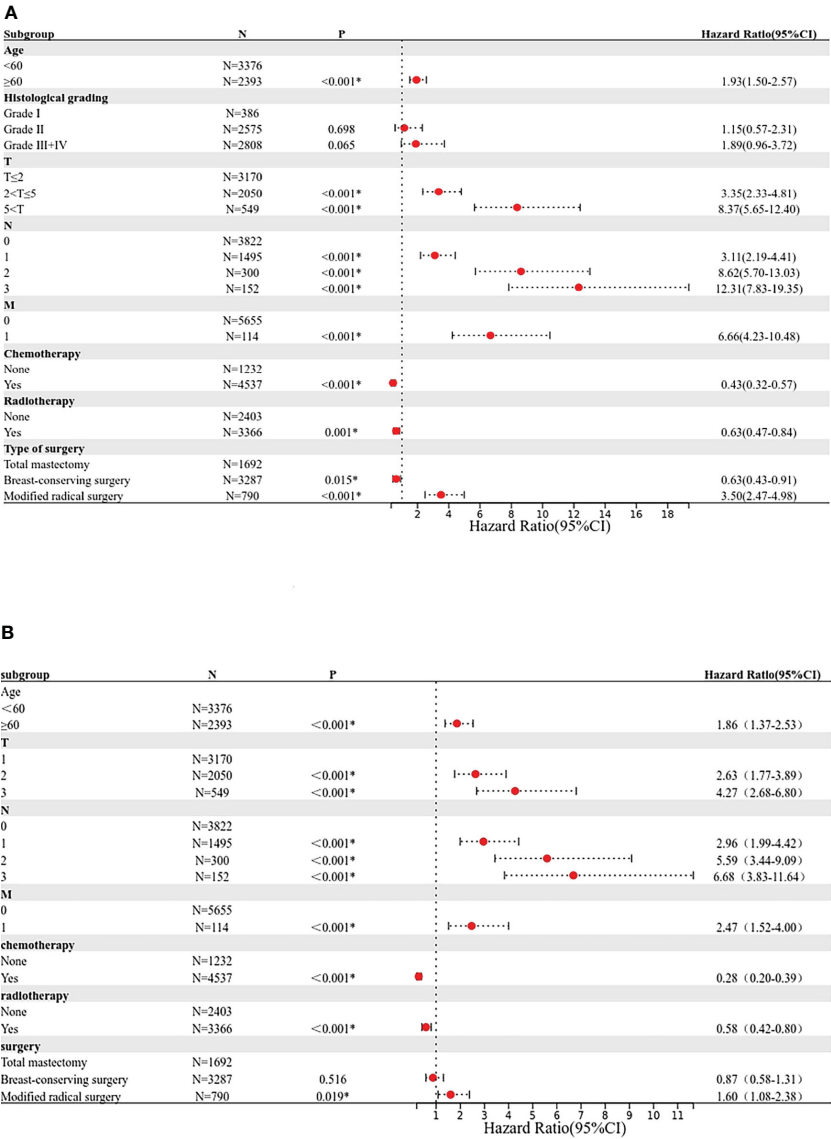 A
Subgroup N P Hazard Ratio(95%CI)
Age
<60 N=3376
≥60 N=2393 <0.001* 1.93(1.50-2.57)
Histological grading
Grade I N=386
Grade II N=2575 0.698 1.15(0.57-2.31)
Grade III+IV N=2808 0.065 1.89(0.96-3.72)
T
T≤2 N=3170
2<T≤5 N=2050 <0.001* 3.35(2.33-4.81)
5<T N=549 <0.001* 8.37(5.65-12.40)
N
0 N=3822
1 N=1495 <0.001* 3.11(2.19-4.41)
2 N=300 <0.001* 8.62(5.70-13.03)
3 N=152 <0.001* 12.31(7.83-19.35)
M
0 N=5655
1 N=114 <0.001* 6.66(4.23-10.48)
Chemotherapy
None N=1232
Yes N=4537 <0.001* 0.43(0.32-0.57)
Radiotherapy
None N=2403
Yes N=3366 0.001* 0.63(0.47-0.84)
Type of surgery
Total mastectomy N=1692
Breast-conserving surgery N=3287 0.015* 0.63(0.43-0.91)
Modified radical surgery N=790 <0.001* 3.50(2.47-4.98)
2 4 6 8 10 12 14 16 18
Hazard Ratio(95%CI)
B
subgroup N P Hazard Ratio(95%CI)
Age
＜60 N=3376
≥60 N=2393 ＜0.001* 1.86（1.37-2.53）
T
1 N=3170
2 N=2050 ＜0.001* 2.63（1.77-3.89）
3 N=549 ＜0.001* 4.27（2.68-6.80）
N
0 N=3822
1 N=1495 ＜0.001* 2.96（1.99-4.42）
2 N=300 ＜0.001* 5.59（3.44-9.09）
3 N=152 ＜0.001* 6.68（3.83-11.64）
M
0 N=5655
1 N=114 ＜0.001* 2.47（1.52-4.00）
chemotherapy
None N=1232
Yes N=4537 ＜0.001* 0.28（0.20-0.39）
radiotherapy
None N=2403
Yes N=3366 ＜0.001* 0.58（0.42-0.80）
surgery
Total mastectomy N=1692
Breast-conserving surgery N=3287 0.516 0.87（0.58-1.31）
Modified radical surgery N=790 0.019* 1.60（1.08-2.38）
1 2 3 4 5 6 7 8 9 10 11
Hazard Ratio(95%CI)